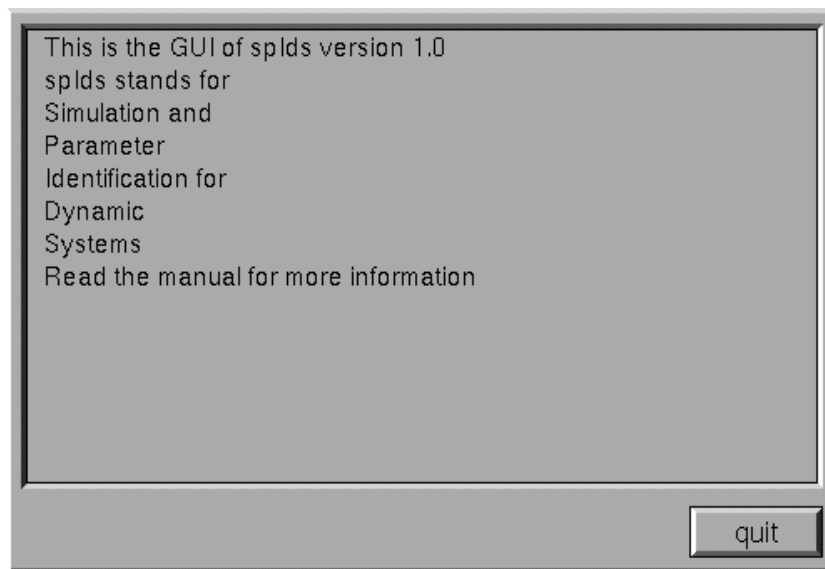 This is the GUI of spIds version 1.0
spIds stands for
Simulation and
Parameter
Identification for
Dynamic
Systems
Read the manual for more information
quit